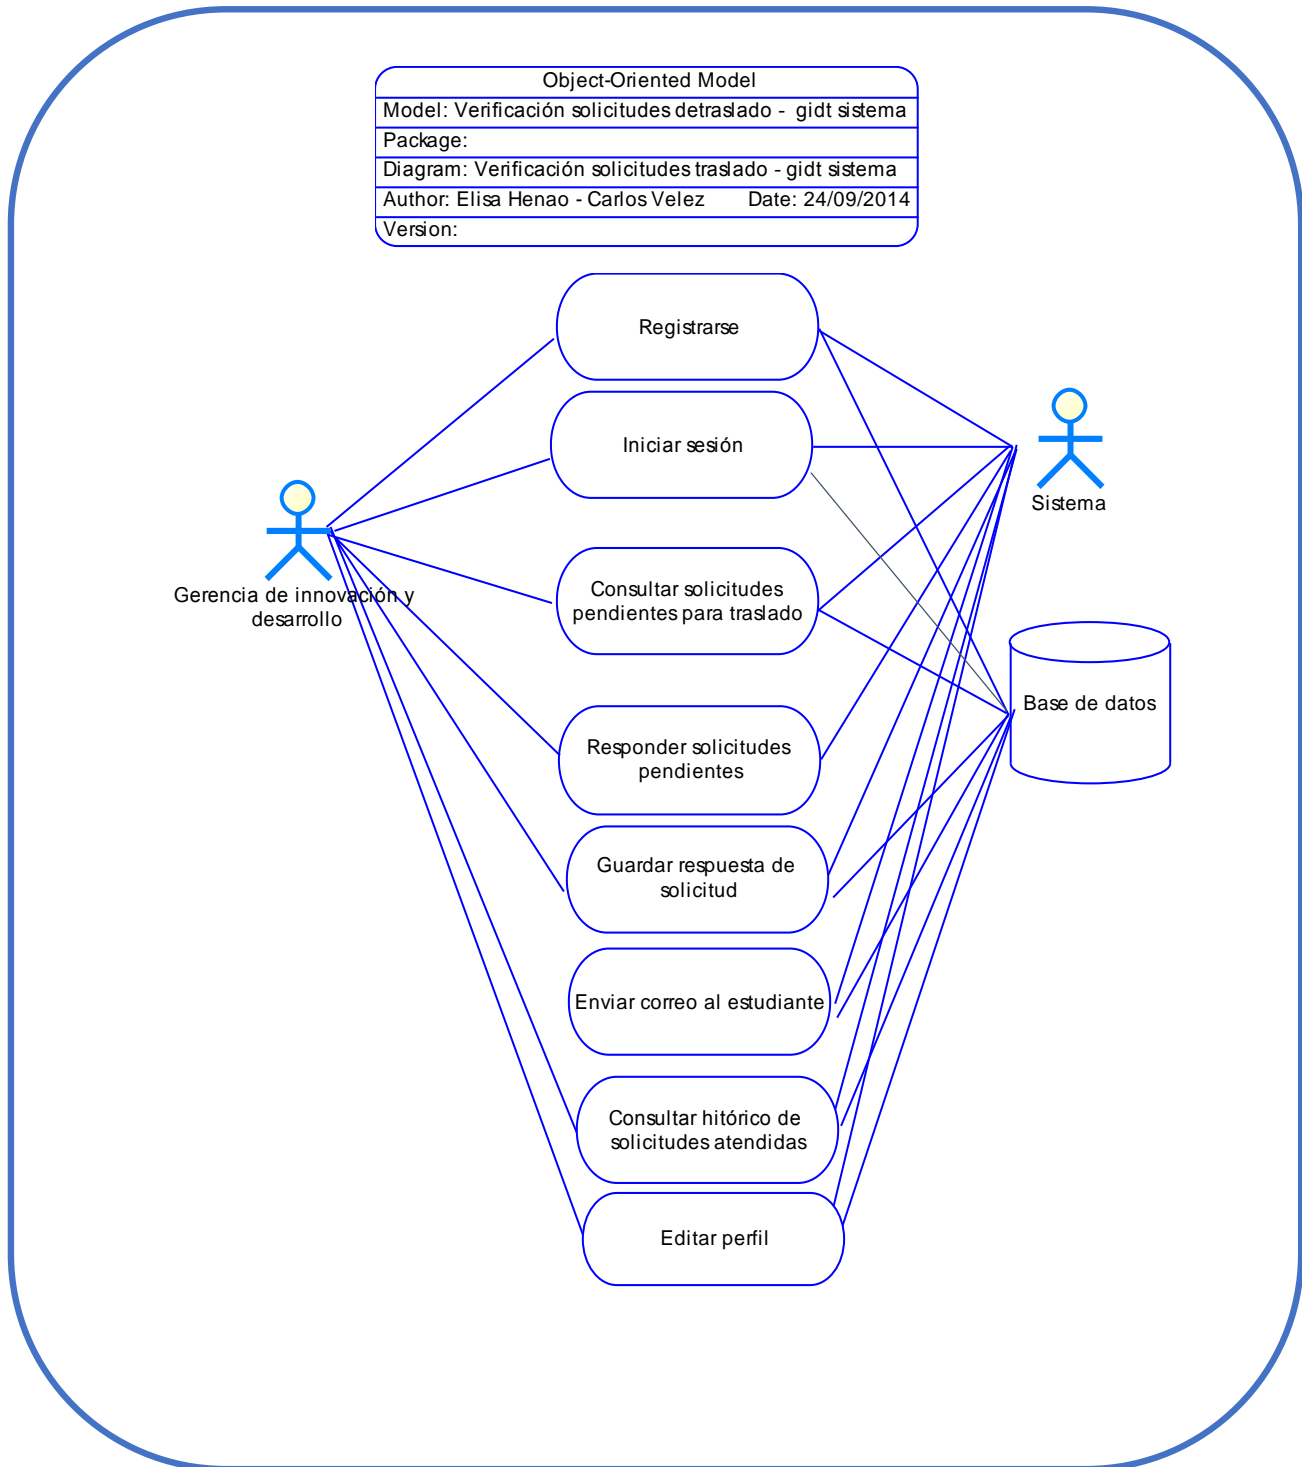 Object-Oriented Model
Model: Verificación solicitudes detraslado - gidt sistema
Package:
Diagram: Verificación solicitudes traslado - gidt sistema
Author: Elisa Henao - Carlos Velez Date: 24/09/2014
Version:
Registrarse
Iniciar sesión
Sistema
Gerencia de innovación y
desarrollo
Consultar solicitudes
pendientes para traslado
Base de datos
Responder solicitudes
pendientes
Guardar respuesta de
solicitud
Enviar correo al estudiante
Consultar hitórico de
solicitudes atendidas
Editar perfil